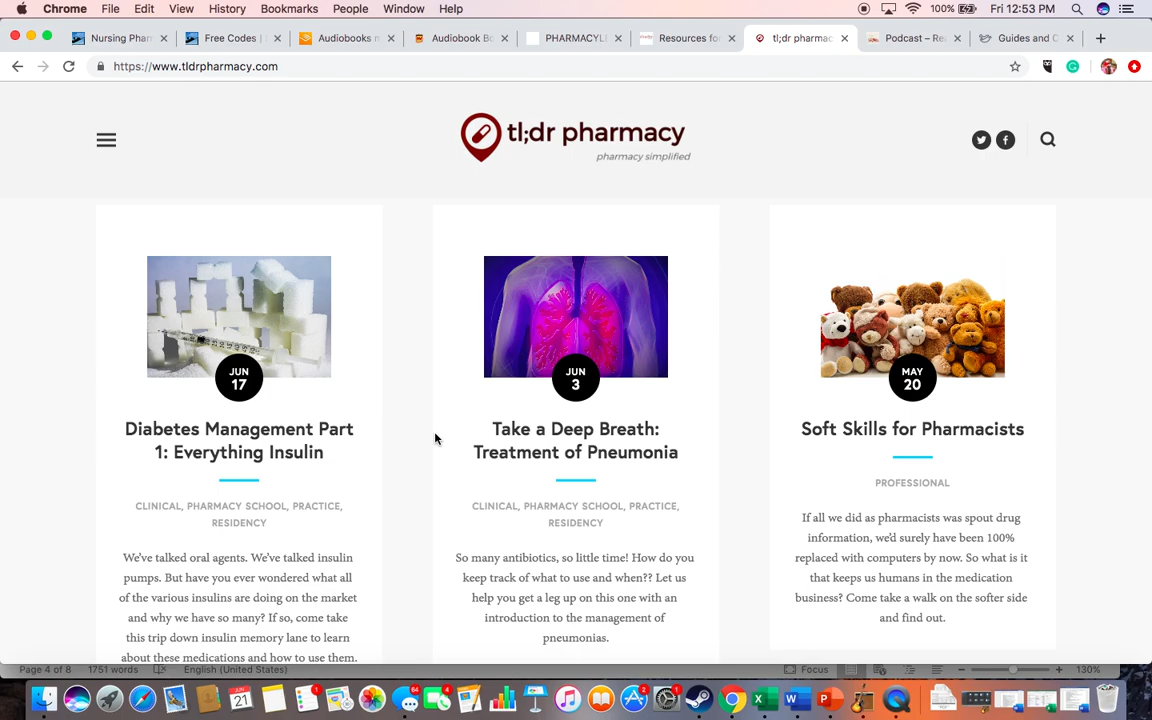 Chrome File Edit View History Bookmarks People Window Help 100% Fri 12:53 PM
Nursing Phar Free Codes | Audiobooks Audiobook Bo PHARMACYL Resources fo tl;dr pharmac Podcast – Re Guides and C
https://www.tldrpharmacy.com
tl;dr pharmacy
pharmacy simplified
JUN
17
Diabetes Management Part
1: Everything Insulin
CLINICAL, PHARMACY SCHOOL, PRACTICE,
RESIDENCY
We've talked oral agents. We've talked insulin
pumps. But have you ever wondered what all
of the various insulins are doing on the market
and why we have so many? If so, come take
this trip down insulin memory lane to learn
about these medications and how to use them.
JUN
3
Take a Deep Breath:
Treatment of Pneumonia
CLINICAL, PHARMACY SCHOOL, PRACTICE,
RESIDENCY
So many antibiotics, so little time! How do you
keep track of what to use and when?? Let us
help you get a leg up on this one with an
introduction to the management of
pneumonias.
MAY
20
Soft Skills for Pharmacists
PROFESSIONAL
If all we did as pharmacists was spout drug
information, we'd surely have been 100%
replaced with computers by now. So what is it
that keeps us humans in the medication
business? Come take a walk on the softer side
and find out.
Page 4 of 8 1751 words English (United States) Focus 130%